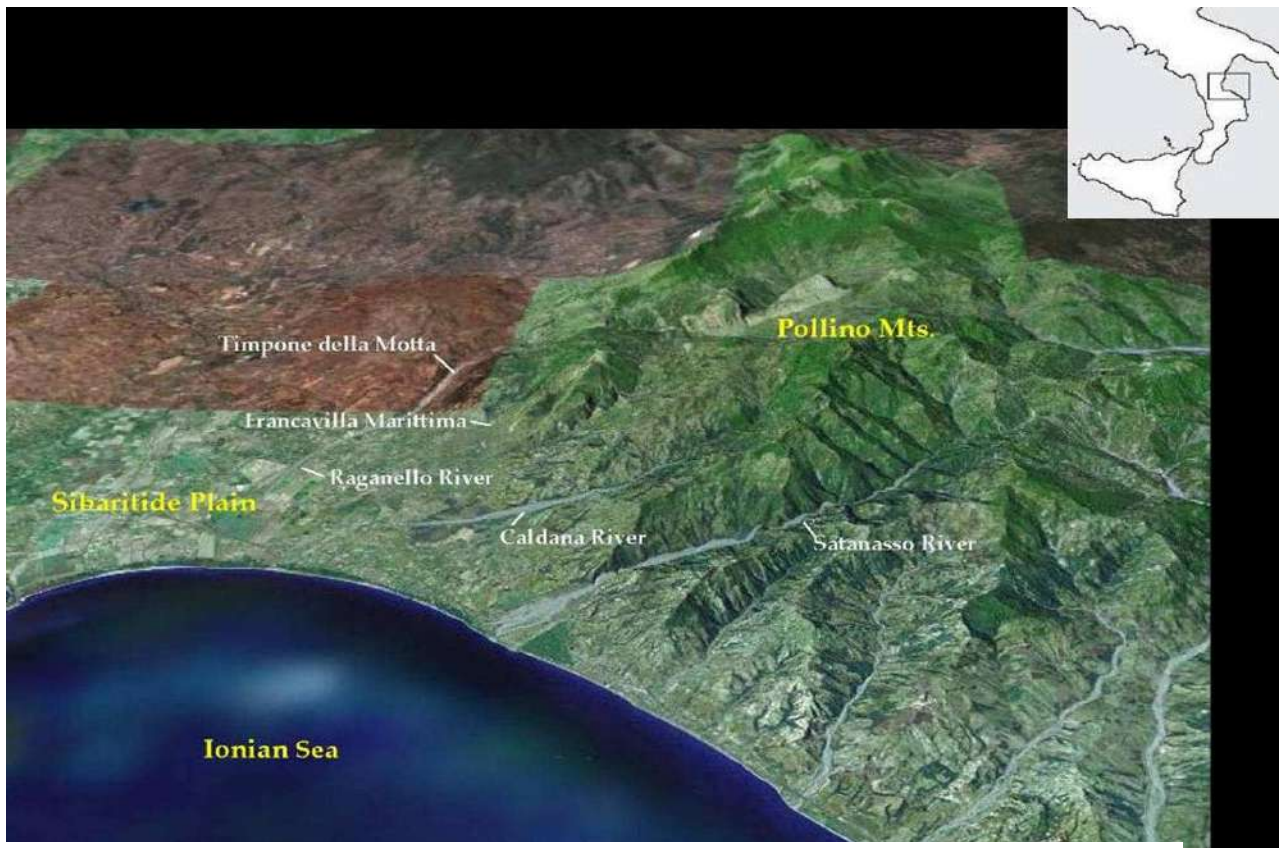 Pollino Mts.
Timpone della Motta
Francavilla Marittima
Raganello River
Sibaritide Plain
Caldana River
Satanasso River
Ionian Sea